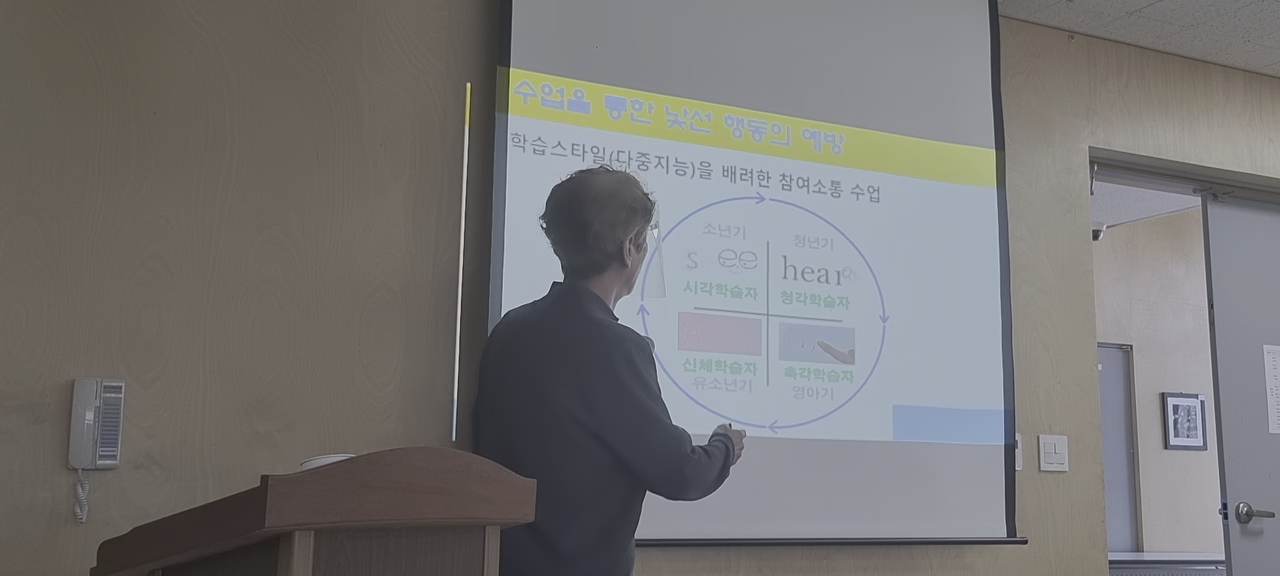 수업을 통한 낯선 행동의 예방
학습스타일(다중지능)을 배려한 참여소통 수업
소년기
청년기
see
hear
시각학습자
청각학습자
신체학습자
촉각학습자
유소년기
영아기